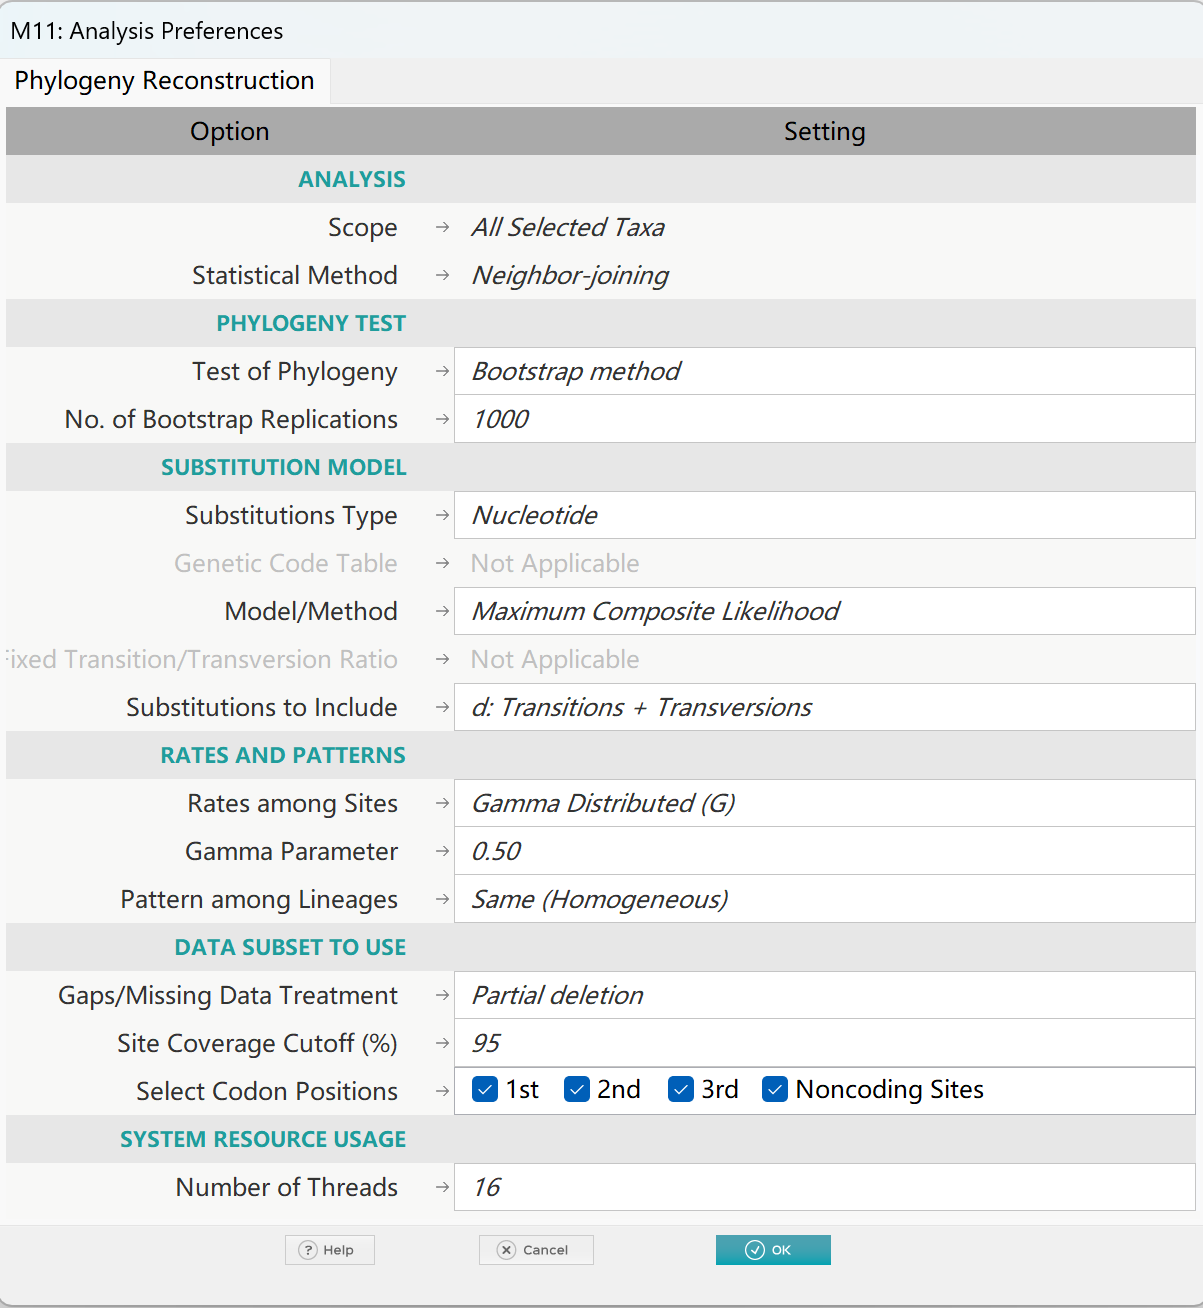 M11: Analysis Preferences
Phylogeny Reconstruction
Option Setting
ANALYSIS
Scope → All Selected Taxa
Statistical Method → Neighbor-joining
PHYLOGENY TEST
Test of Phylogeny → Bootstrap method
No. of Bootstrap Replications → 1000
SUBSTITUTION MODEL
Substitutions Type → Nucleotide
Genetic Code Table → Not Applicable
Model/Method → Maximum Composite Likelihood
Fixed Transition/Transversion Ratio → Not Applicable
Substitutions to Include → d: Transitions + Transversions
RATES AND PATTERNS
Rates among Sites → Gamma Distributed (G)
Gamma Parameter → 0.50
Pattern among Lineages → Same (Homogeneous)
DATA SUBSET TO USE
Gaps/Missing Data Treatment → Partial deletion
Site Coverage Cutoff (%) → 95
Select Codon Positions → 1st 2nd 3rd Noncoding Sites
SYSTEM RESOURCE USAGE
Number of Threads → 16
Help Cancel OK